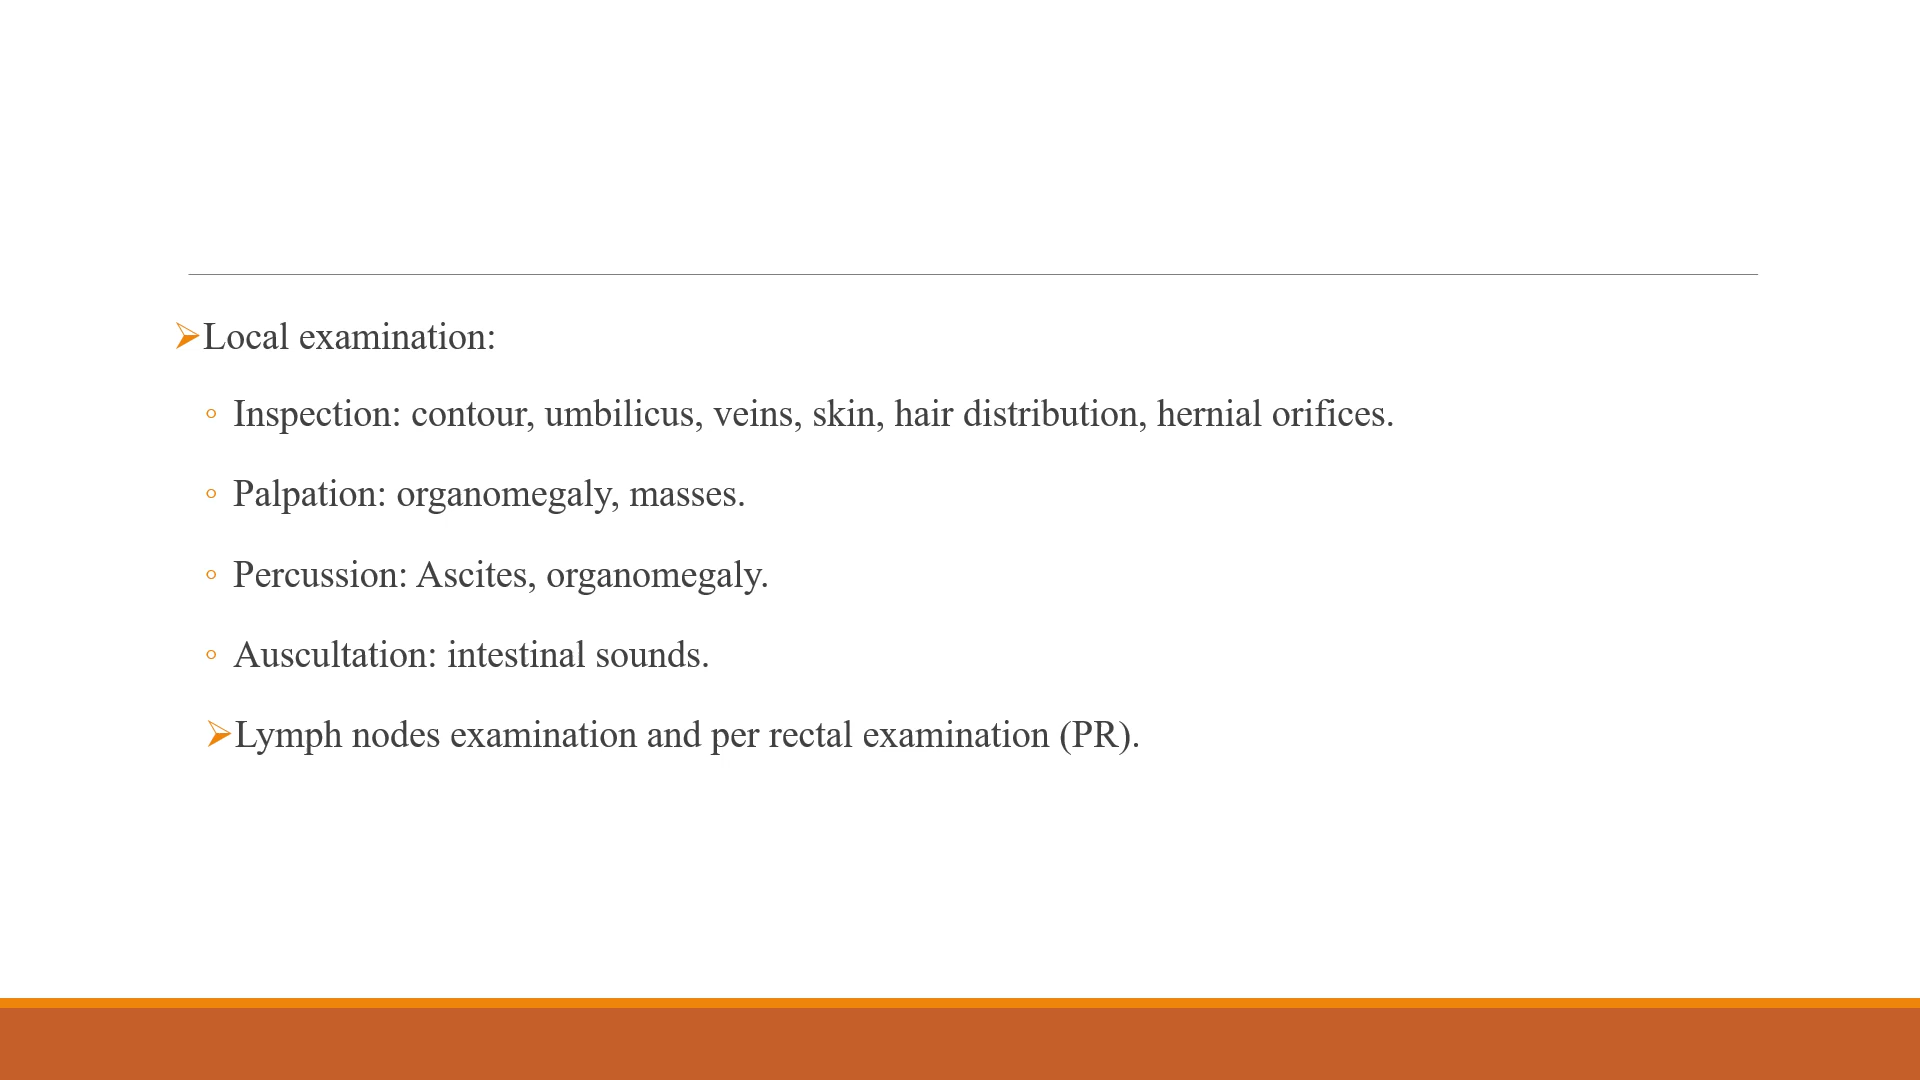 Local examination:
Inspection: contour, umbilicus, veins, skin, hair distribution, hernial orifices.
Palpation: organomegaly, masses.
Percussion: Ascites, organomegaly.
Auscultation: intestinal sounds.
Lymph nodes examination and per rectal examination (PR).